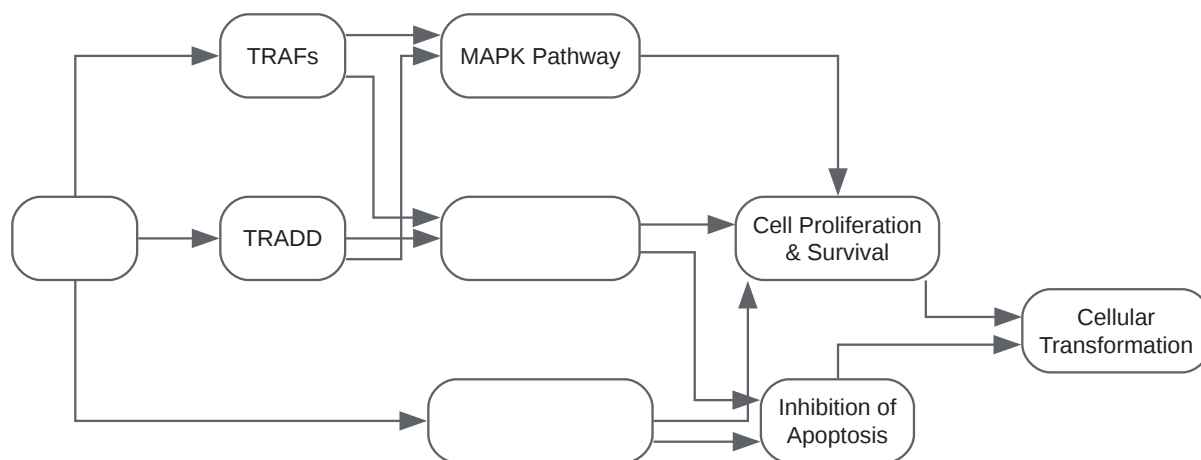 TRAFs
MAPK Pathway
TRADD
Cell Proliferation
& Survival
Cellular
Transformation
Inhibition of
Apoptosis